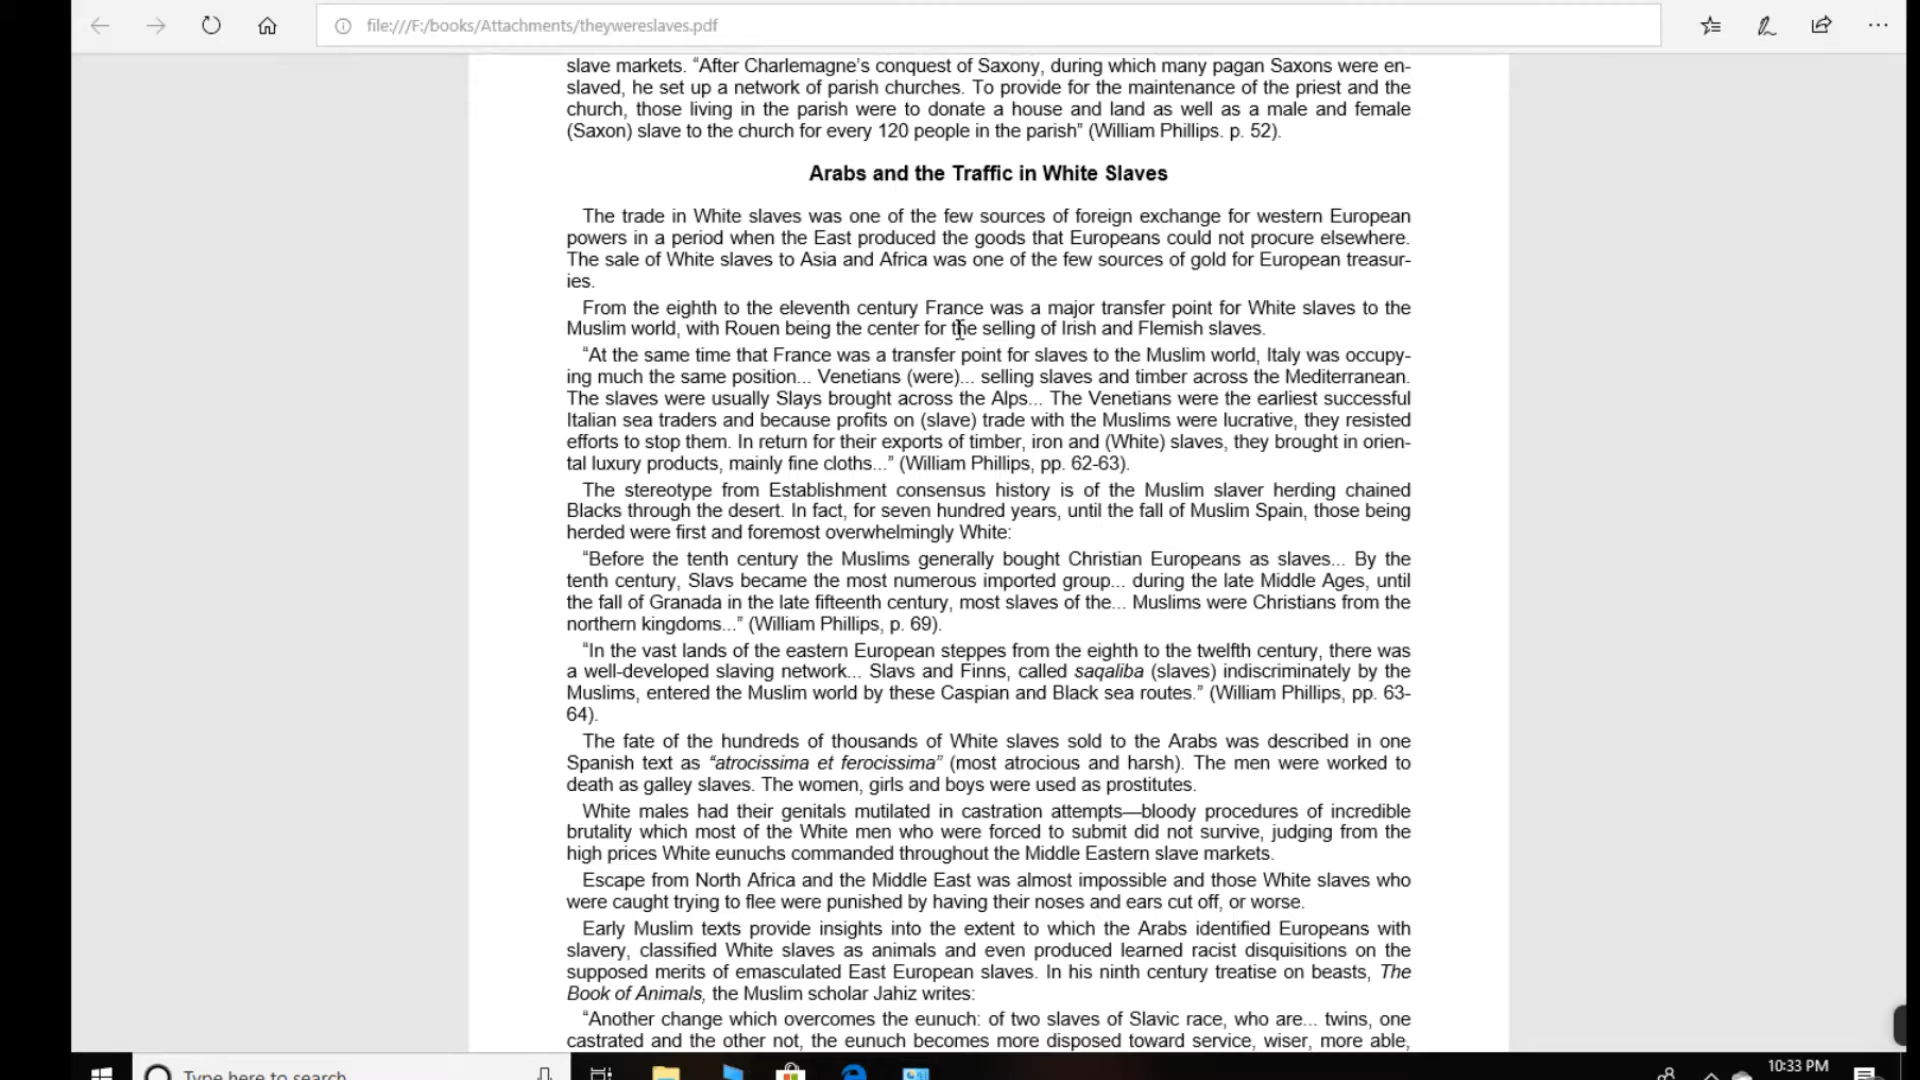 file:///F:/books/Attachments/theywereslaves.pdf
slave markets. “After Charlemagne’s conquest of Saxony, during which many pagan Saxons were en-
slaved, he set up a network of parish churches. To provide for the maintenance of the priest and the
church, those living in the parish were to donate a house and land as well as a male and female
(Saxon) slave to the church for every 120 people in the parish” (William Phillips. p. 52).
Arabs and the Traffic in White Slaves
The trade in White slaves was one of the few sources of foreign exchange for western European
powers in a period when the East produced the goods that Europeans could not procure elsewhere.
The sale of White slaves to Asia and Africa was one of the few sources of gold for European treasur-
ies.
From the eighth to the eleventh century France was a major transfer point for White slaves to the
Muslim world, with Rouen being the center for the selling of Irish and Flemish slaves.
“At the same time that France was a transfer point for slaves to the Muslim world, Italy was occupy-
ing much the same position... Venetians (were)... selling slaves and timber across the Mediterranean.
The slaves were usually Slays brought across the Alps... The Venetians were the earliest successful
Italian sea traders and because profits on (slave) trade with the Muslims were lucrative, they resisted
efforts to stop them. In return for their exports of timber, iron and (White) slaves, they brought in orien-
tal luxury products, mainly fine cloths...” (William Phillips, pp. 62-63).
The stereotype from Establishment consensus history is of the Muslim slaver herding chained
Blacks through the desert. In fact, for seven hundred years, until the fall of Muslim Spain, those being
herded were first and foremost overwhelmingly White:
“Before the tenth century the Muslims generally bought Christian Europeans as slaves... By the
tenth century, Slavs became the most numerous imported group... during the late Middle Ages, until
the fall of Granada in the late fifteenth century, most slaves of the... Muslims were Christians from the
northern kingdoms...” (William Phillips, p. 69).
“In the vast lands of the eastern European steppes from the eighth to the twelfth century, there was
a well-developed slaving network... Slavs and Finns, called saqaliba (slaves) indiscriminately by the
Muslims, entered the Muslim world by these Caspian and Black sea routes.” (William Phillips, pp. 63-
64).
The fate of the hundreds of thousands of White slaves sold to the Arabs was described in one
Spanish text as “atrocissima et ferocissima” (most atrocious and harsh). The men were worked to
death as galley slaves. The women, girls and boys were used as prostitutes.
White males had their genitals mutilated in castration attempts—bloody procedures of incredible
brutality which most of the White men who were forced to submit did not survive, judging from the
high prices White eunuchs commanded throughout the Middle Eastern slave markets.
Escape from North Africa and the Middle East was almost impossible and those White slaves who
were caught trying to flee were punished by having their noses and ears cut off, or worse.
Early Muslim texts provide insights into the extent to which the Arabs identified Europeans with
slavery, classified White slaves as animals and even produced learned racist disquisitions on the
supposed merits of emasculated East European slaves. In his ninth century treatise on beasts, The
Book of Animals, the Muslim scholar Jahiz writes:
“Another change which overcomes the eunuch: of two slaves of Slavic race, who are... twins, one
castrated and the other not, the eunuch becomes more disposed toward service, wiser, more able,
Type here to search
10:33 PM